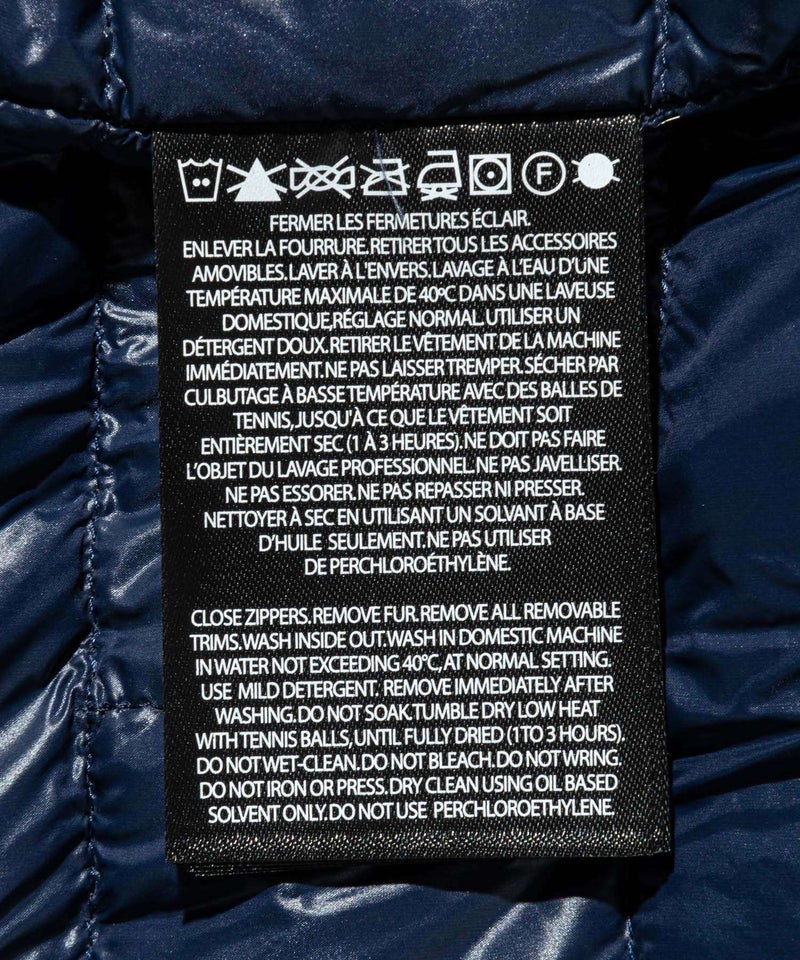 F
FERMER LES FERMETURES ÉCLAIR.
ENLEVER LA FOURRURE. RETIRER TOUS LES ACCESSOIRES
AMOVIBLES. LAVER À L'ENVERS. LAVAGE À L'EAU D'UNE
TEMPÉRATURE MAXIMALE DE 40ºC DANS UNE LAVEUSE
DOMESTIQUE, RÉGLAGE NORMAL. UTILISER UN
DÉTERGENT DOUX. RETIRER LE VÊTEMENT DE LA MACHINE
IMMÉDIATEMENT. NE PAS LAISSER TREMPER. SÉCHER PAR
CULBUTAGE À BASSE TEMPÉRATURE AVEC DES BALLES DE
TENNIS, JUSQU'À CE QUE LE VÊTEMENT SOIT
ENTIÈREMENT SEC (1 À 3 HEURES). NE DOIT PAS FAIRE
L'OBJET DU LAVAGE PROFESSIONNEL. NE PAS JAVELLISER.
NE PAS ESSORER. NE PAS REPASSER NI PRESSER.
NETTOYER À SEC EN UTILISANT UN SOLVANT À BASE
D'HUILE SEULEMENT. NE PAS UTILISER
DE PERCHLOROÉTHYLÈNE.
CLOSE ZIPPERS. REMOVE FUR. REMOVE ALL REMOVABLE
TRIMS. WASH INSIDE OUT. WASH IN DOMESTIC MACHINE
IN WATER NOT EXCEEDING 40°C, AT NORMAL SETTING.
USE MILD DETERGENT. REMOVE IMMEDIATELY AFTER
WASHING. DO NOT SOAK. TUMBLE DRY LOW HEAT
WITH TENNIS BALLS, UNTIL FULLY DRIED (1 TO 3 HOURS).
DO NOT WET-CLEAN. DO NOT BLEACH. DO NOT WRING.
DO NOT IRON OR PRESS. DRY CLEAN USING OIL BASED
SOLVENT ONLY. DO NOT USE PERCHLOROETHYLENE.